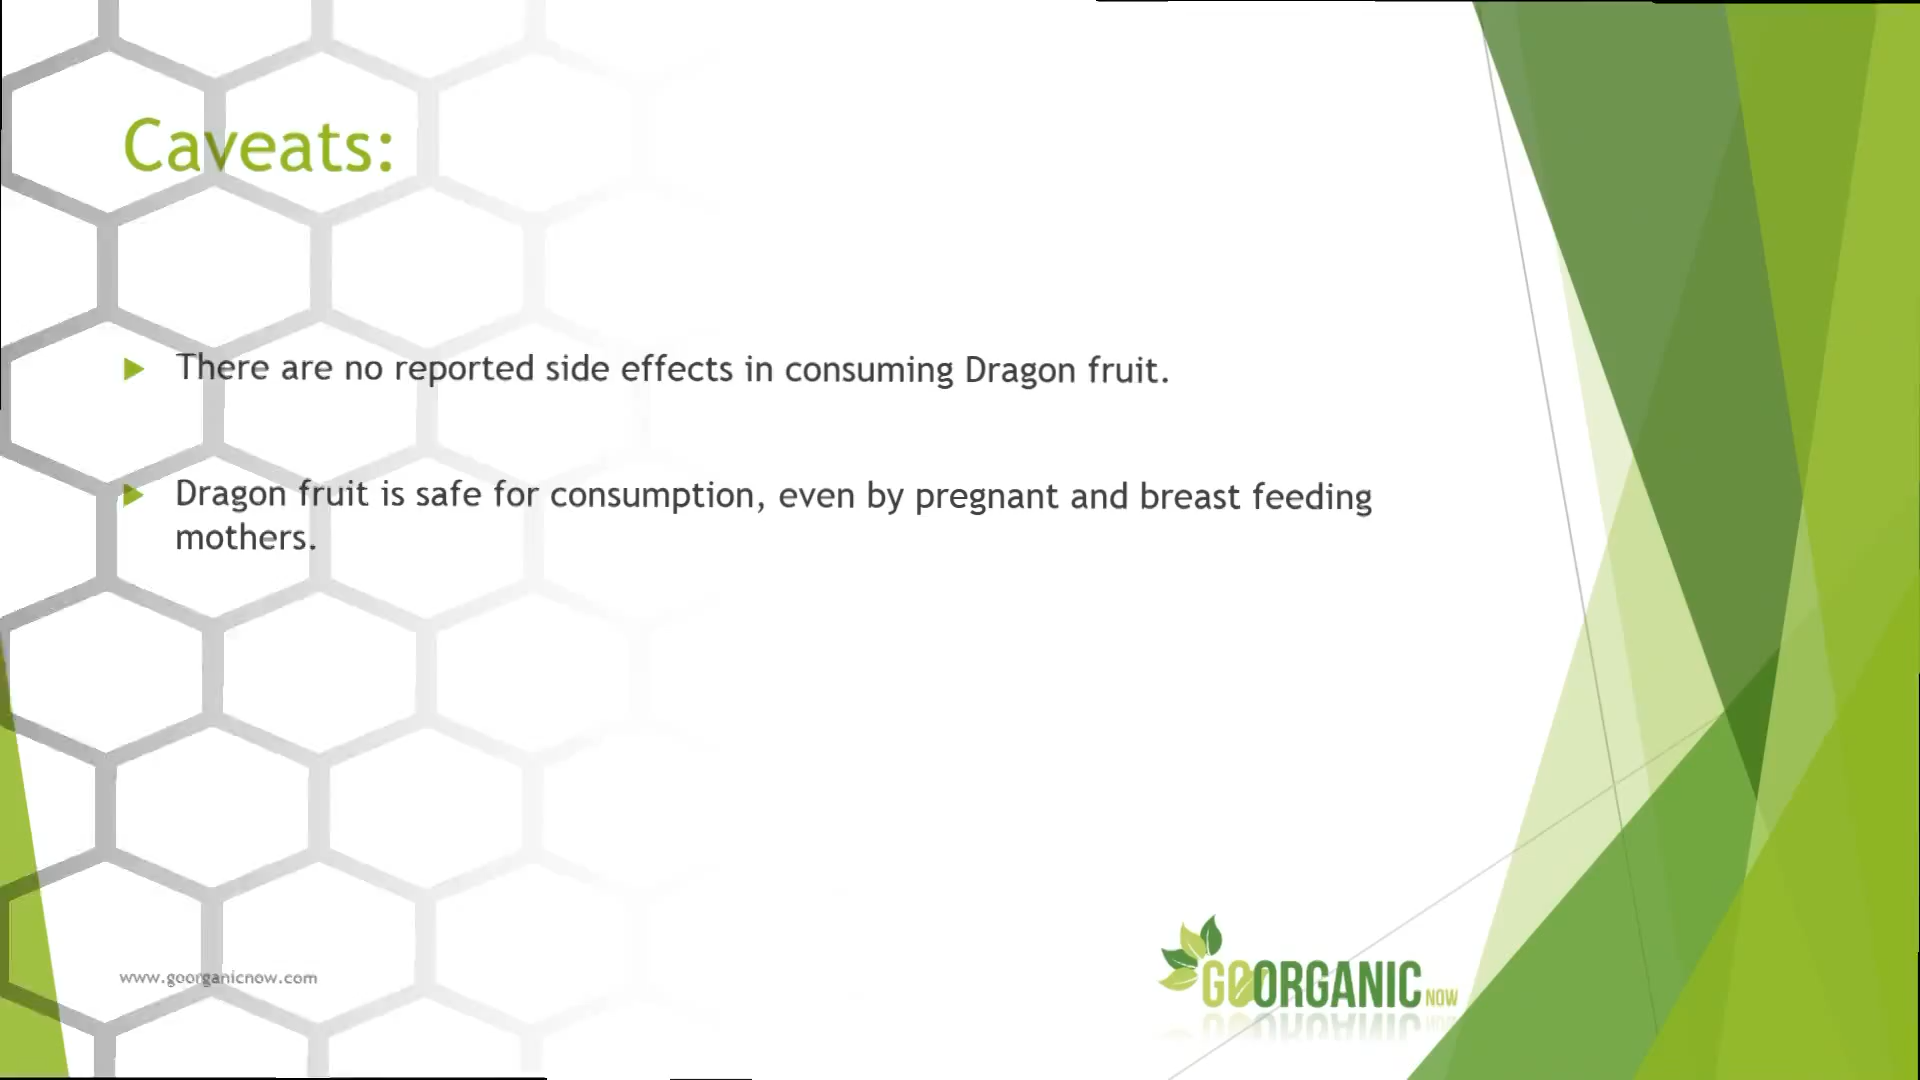 Caveats:
There are no reported side effects in consuming Dragon fruit.
Dragon fruit is safe for consumption, even by pregnant and breast feeding
mothers.
www.goorganicnow.com
GOORGANIC NOW